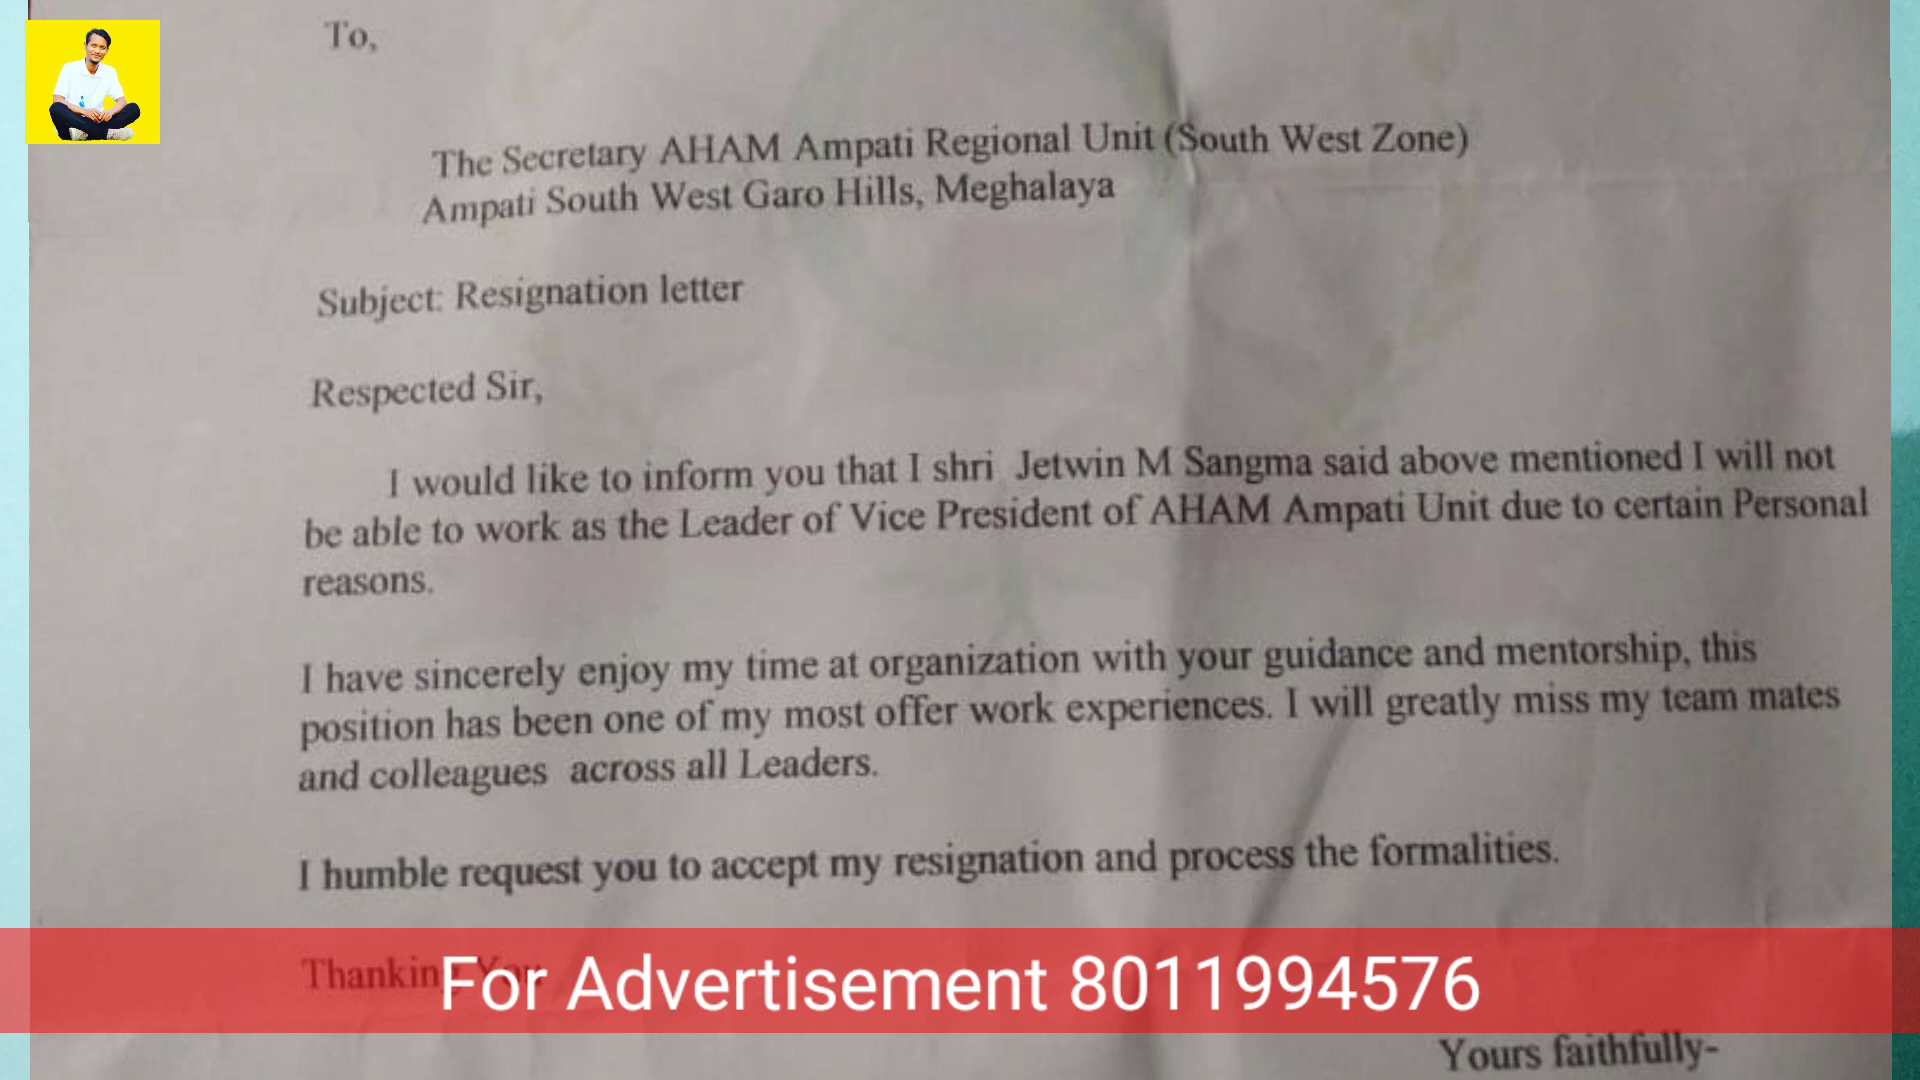 To,
The Secretary AHAM Ampati Regional Unit (South West Zone)
Ampati South West Garo Hills, Meghalaya
Subject: Resignation letter
Respected Sir,
I would like to inform you that I shri Jetwin M Sangma said above mentioned I will not
be able to work as the Leader of Vice President of AHAM Ampati Unit due to certain Personal
reasons.
I have sincerely enjoy my time at organization with your guidance and mentorship, this
position has been one of my most offer work experiences. I will greatly miss my team mates
and colleagues across all Leaders.
I humble request you to accept my resignation and process the formalities.
Thanking You
For Advertisement 8011994576
Yours faithfully-